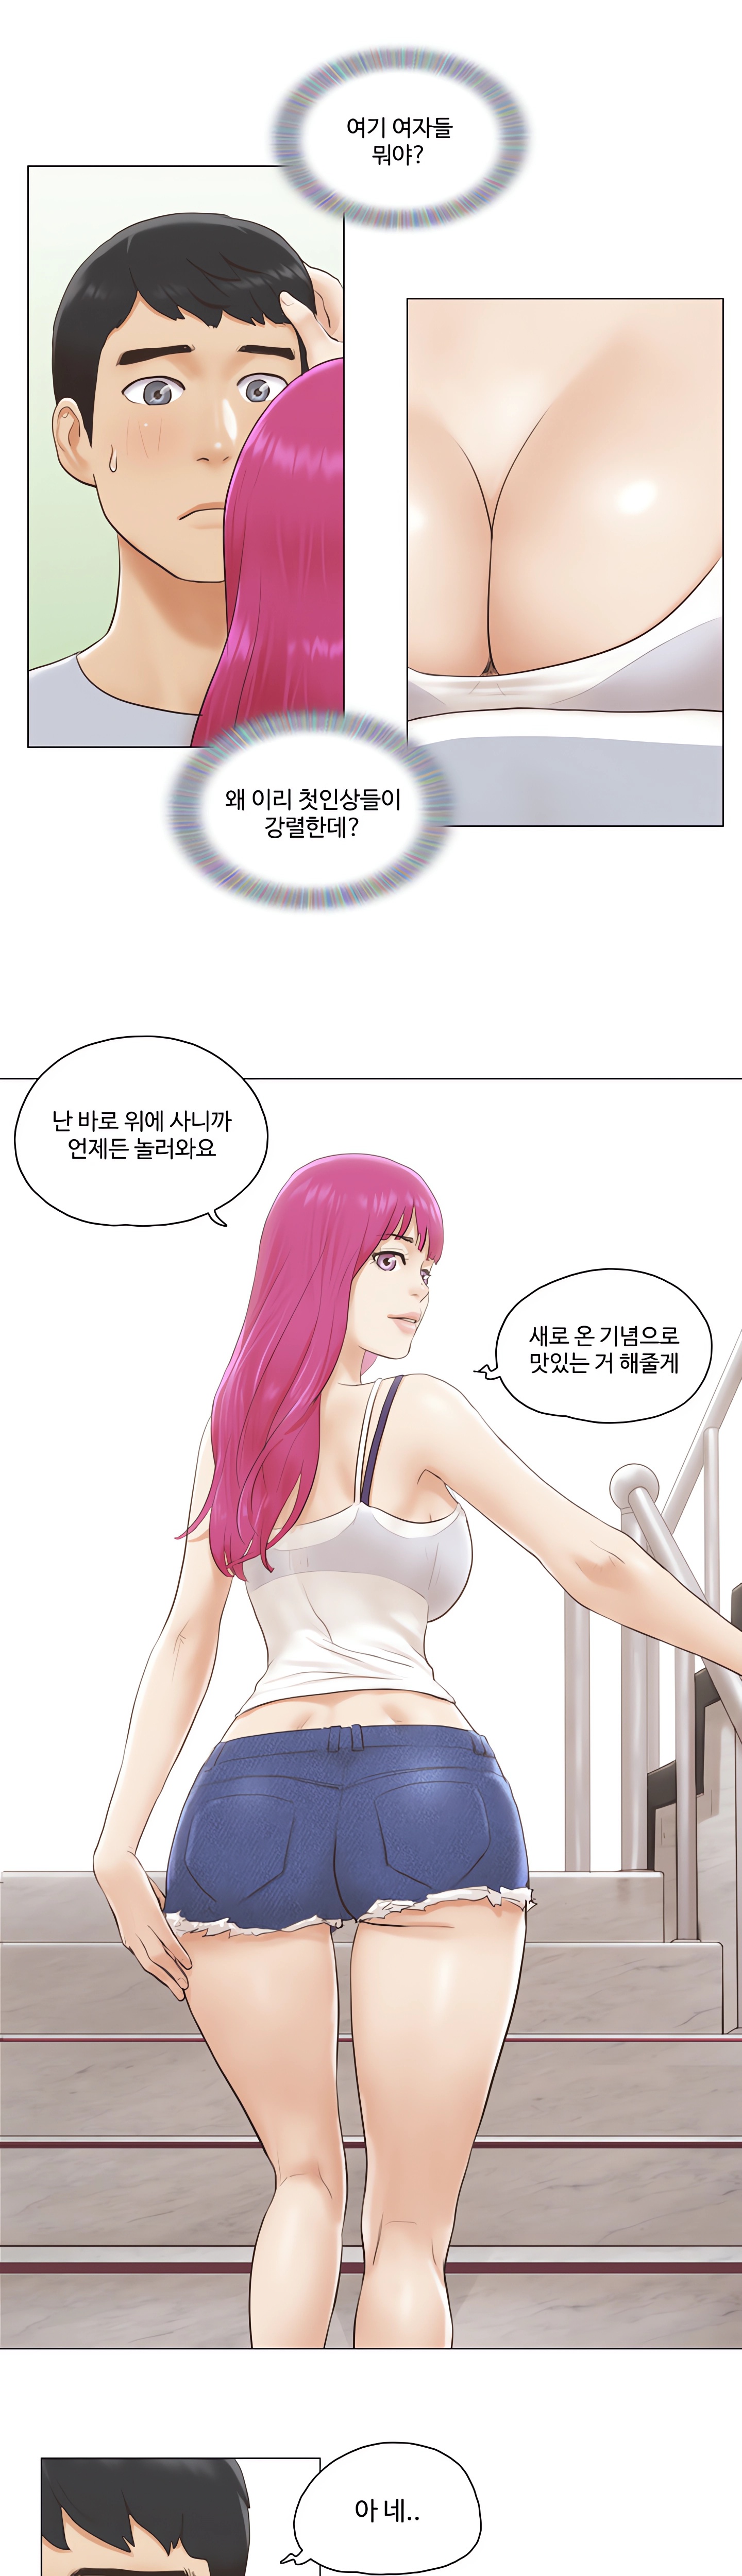 여기 여자들
뭐야?
왜 이리 첫인상들이
강렬한데?
난 바로 위에 사니까
언제든 놀러와요
새로 온 기념으로
맛있는 거 해줄게
아 네..